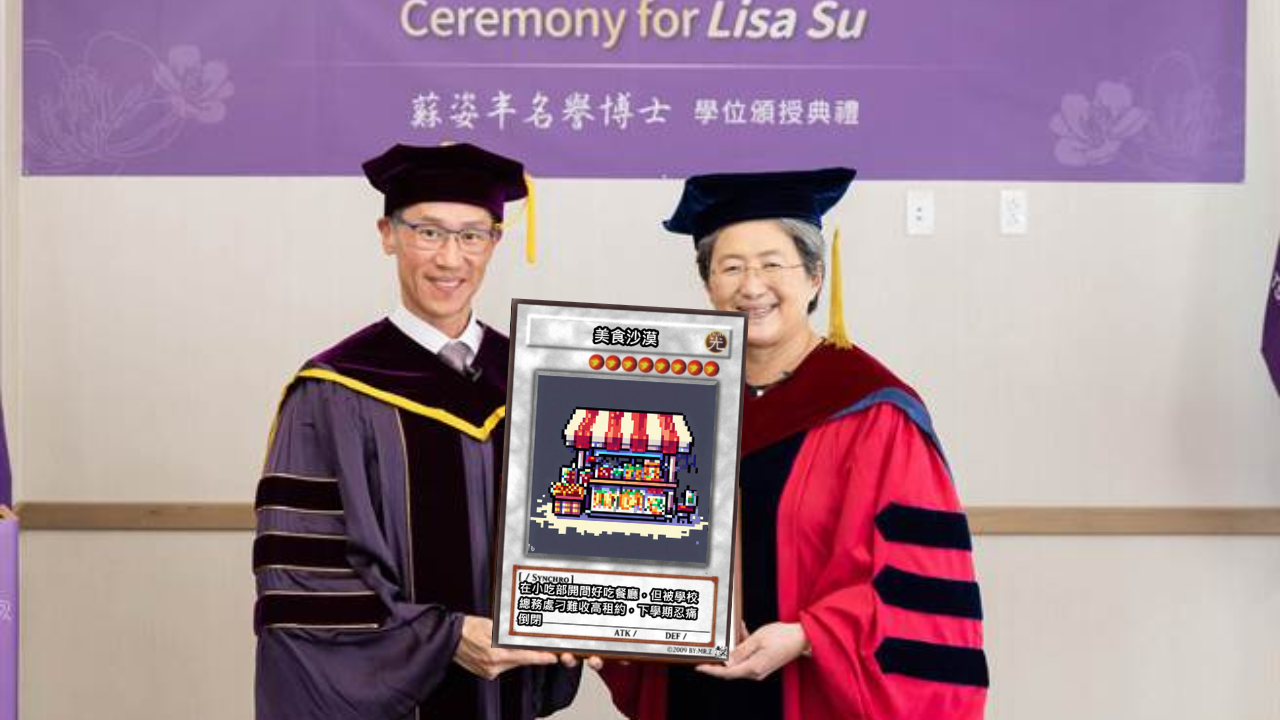 Ceremony for Lisa Su
蘇姿丰名譽博士 學位頒授典禮
美食沙漠
光
[ / Synchro ]
在小吃部開間好吃餐廳，但被學校
總務處刁難收高租約，下學期忍痛
倒閉
ATK / DEF /
©2009 BY.MR.Z